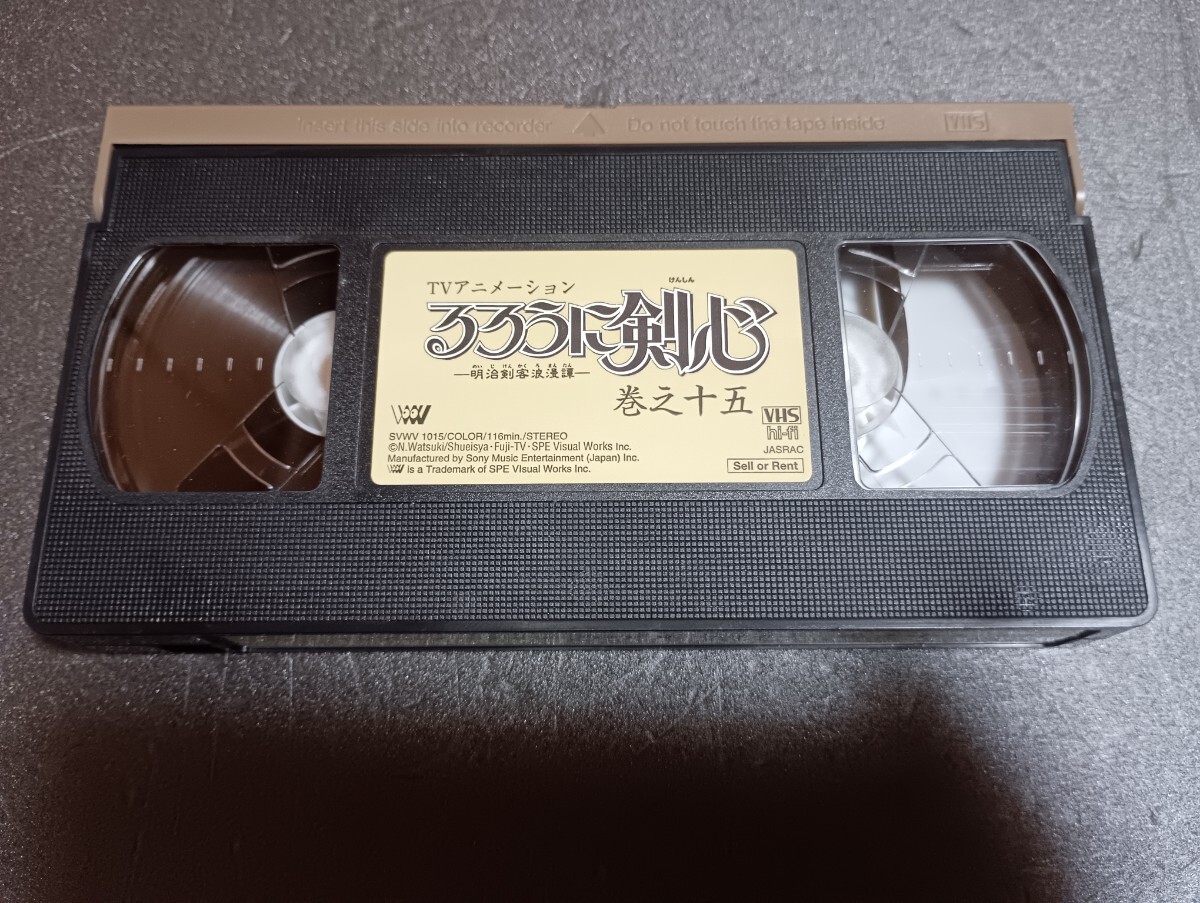 Insert this side into recorder Do not touch the tape inside VHS
TVアニメーション
けんしん
るろうに剣心
めいじけんかくろまんたん
—明治剣客浪漫譚—
巻之十五
VHS
hi-fi
SVWV 1015/COLOR/116min./STEREO
©N.Watsuki/Shueisya·Fuji-TV·SPE Visual Works Inc.
JASRAC
Manufactured by Sony Music Entertainment (Japan) Inc.
is a Trademark of SPE Visual Works Inc.
Sell or Rent